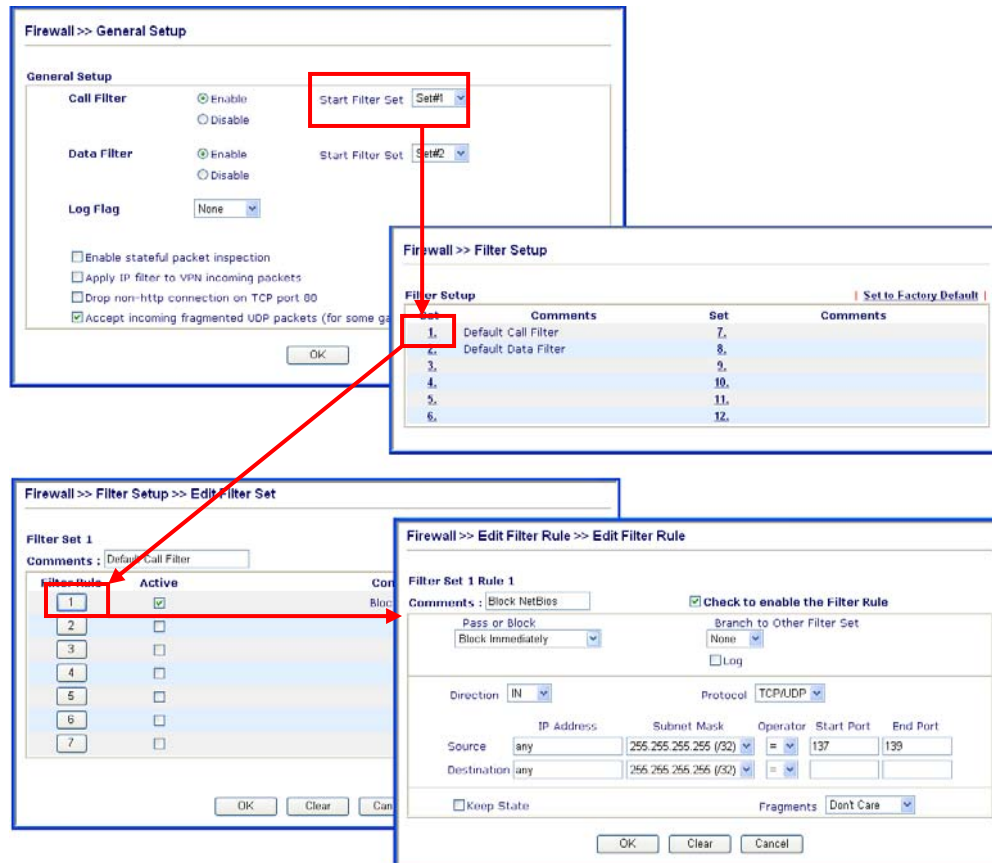 Firewall >> General Setup
General Setup
Call Filter Enable Start Filter Set Set#1
Disable
Data Filter Enable Start Filter Set Set#2
Disable
Log Flag None
Enable stateful packet inspection
Apply IP filter to VPN incoming packets
Drop non-http connection on TCP port 80
Accept incoming fragmented UDP packets (for some ga
OK
Firewall >> Filter Setup
Filter Setup | Set to Factory Default |
Set Comments Set Comments
1. Default Call Filter 7.
2. Default Data Filter 8.
3. 9.
4. 10.
5. 11.
6. 12.
Firewall >> Filter Setup >> Edit Filter Set
Filter Set 1
Comments : Default Call Filter
Filter Rule Active Con
1 Bloc
2
3
4
5
6
7
OK Clear Can
Firewall >> Edit Filter Rule >> Edit Filter Rule
Filter Set 1 Rule 1
Comments : Block NetBios Check to enable the Filter Rule
Pass or Block Branch to Other Filter Set
Block Immediately None
Log
Direction IN Protocol TCP/UDP
IP Address Subnet Mask Operator Start Port End Port
Source any 255.255.255.255 (/32) = 137 139
Destination any 255.255.255.255 (/32) =
Keep State Fragments Don't Care
OK Clear Cancel